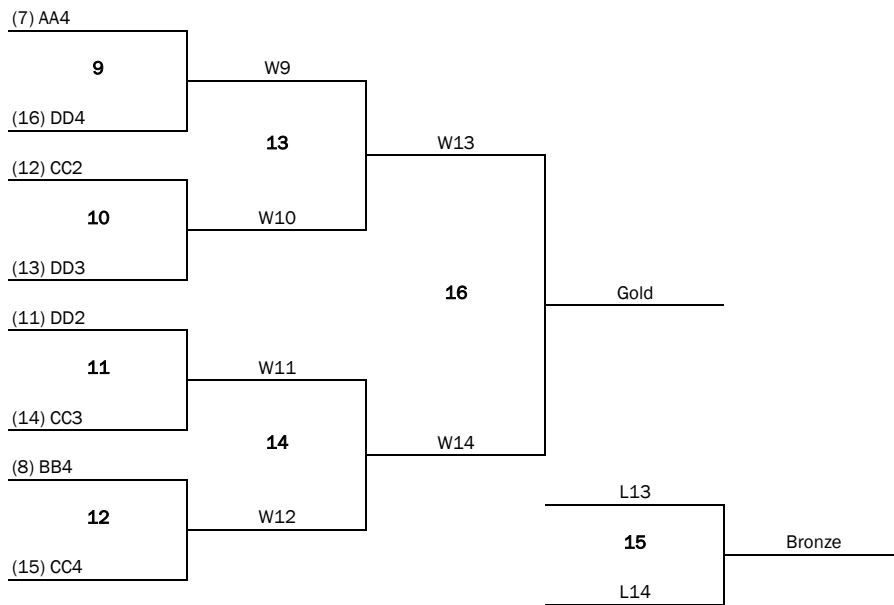 (7) AA4
9
W9
(16) DD4
13
W13
(12) CC2
10
W10
(13) DD3
16
Gold
(11) DD2
11
W11
(14) CC3
14
W14
(8) BB4
12
W12
(15) CC4
L13
15
Bronze
L14